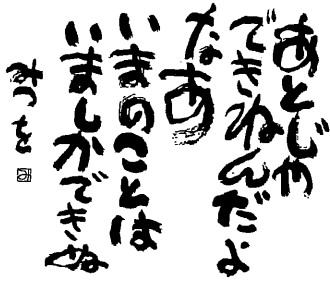 あとじゃ
できねんだよ
なあ
いまのことは
いましかできぬ
みつを